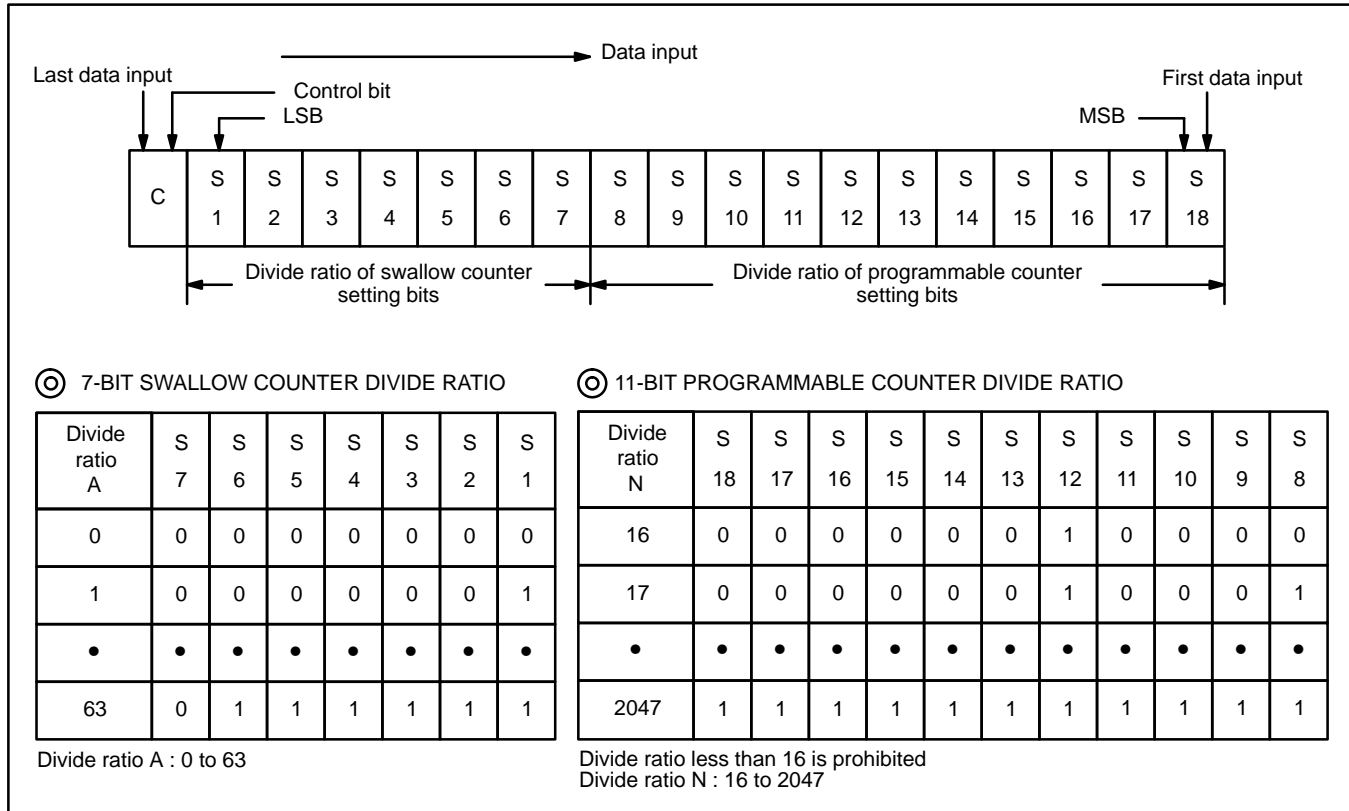 Data input
Last data input
First data input
Control bit
LSB
MSB
C S S S S S S S S S S S S S S S S S S
1 2 3 4 5 6 7 8 9 10 11 12 13 14 15 16 17 18
Divide ratio of swallow counter
setting bits
Divide ratio of programmable counter
setting bits
7-BIT SWALLOW COUNTER DIVIDE RATIO
Divide
ratio
A
S S S S S S S
7 6 5 4 3 2 1
0 0 0 0 0 0 0 0
1 0 0 0 0 0 0 1
• • • • • • • •
63 0 1 1 1 1 1 1
Divide ratio A : 0 to 63
11-BIT PROGRAMMABLE COUNTER DIVIDE RATIO
Divide
ratio
N
S S S S S S S S S S S
18 17 16 15 14 13 12 11 10 9 8
16 0 0 0 0 0 0 1 0 0 0 0
17 0 0 0 0 0 0 1 0 0 0 1
• • • • • • • • • • • •
2047 1 1 1 1 1 1 1 1 1 1 1
Divide ratio less than 16 is prohibited
Divide ratio N : 16 to 2047